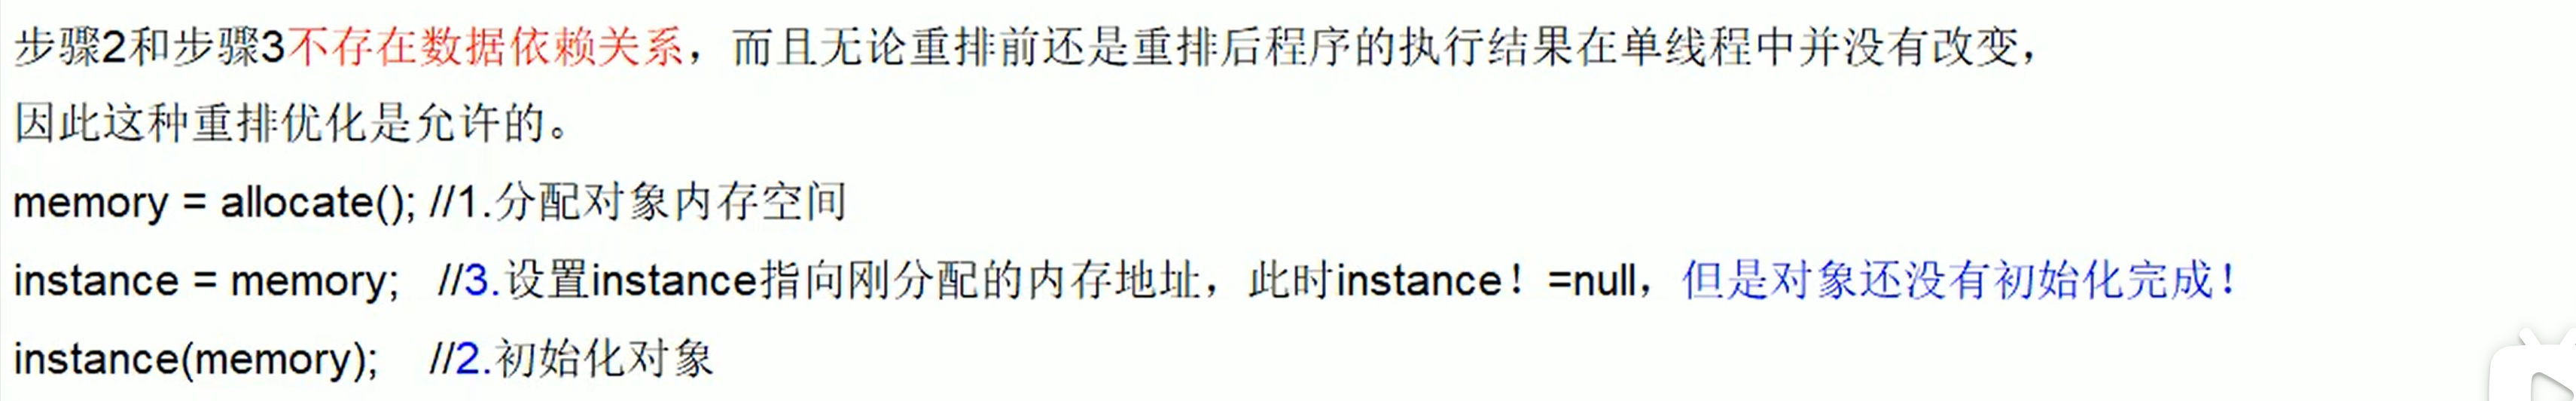 步骤2和步骤3不存在数据依赖关系，而且无论重排前还是重排后程序的执行结果在单线程中并没有改变，
因此这种重排优化是允许的。
memory = allocate(); //1.分配对象内存空间
instance = memory; //3.设置instance指向刚分配的内存地址，此时instance！=null，但是对象还没有初始化完成！
instance(memory); //2.初始化对象